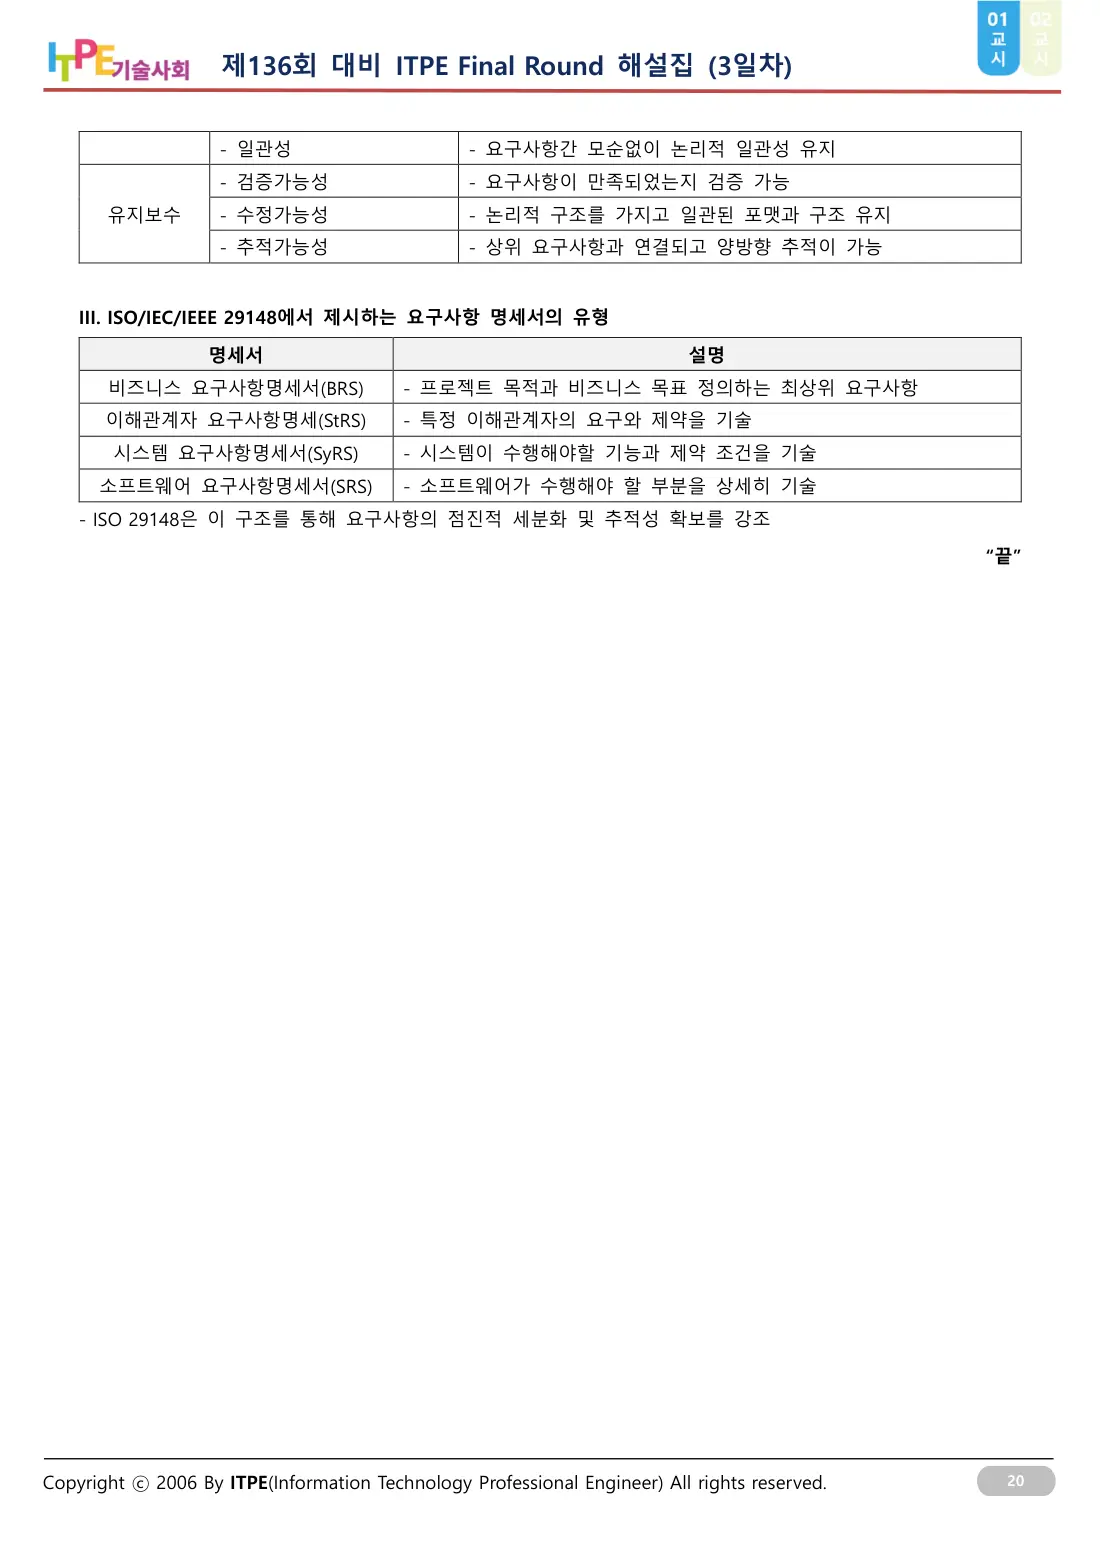 ITPE기술사회 제136회 대비 ITPE Final Round 해설집 (3일차)
01
교
시
02
교
시
- 일관성 - 요구사항간 모순없이 논리적 일관성 유지
유지보수
- 검증가능성 - 요구사항이 만족되었는지 검증 가능
- 수정가능성 - 논리적 구조를 가지고 일관된 포맷과 구조 유지
- 추적가능성 - 상위 요구사항과 연결되고 양방향 추적이 가능
III. ISO/IEC/IEEE 29148에서 제시하는 요구사항 명세서의 유형
명세서 설명
비즈니스 요구사항명세서(BRS) - 프로젝트 목적과 비즈니스 목표 정의하는 최상위 요구사항
이해관계자 요구사항명세(StRS) - 특정 이해관계자의 요구와 제약을 기술
시스템 요구사항명세서(SyRS) - 시스템이 수행해야할 기능과 제약 조건을 기술
소프트웨어 요구사항명세서(SRS) - 소프트웨어가 수행해야 할 부분을 상세히 기술
- ISO 29148은 이 구조를 통해 요구사항의 점진적 세분화 및 추적성 확보를 강조
“끝”
Copyright ⓒ 2006 By ITPE(Information Technology Professional Engineer) All rights reserved.
20